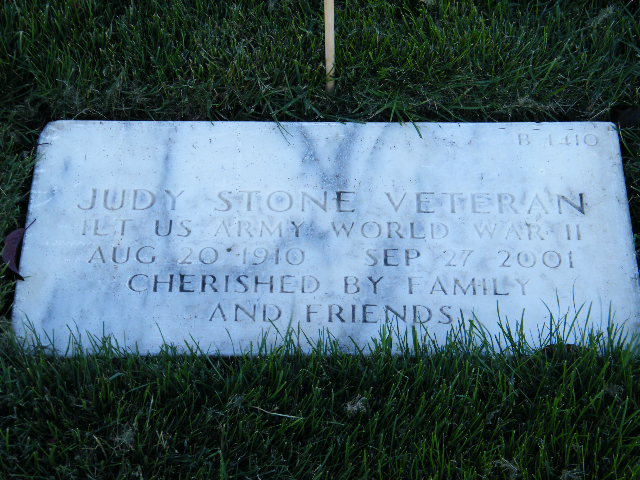 B 1410
JUDY STONE VETERAN
1LT US ARMY WORLD WAR II
AUG 20 1910 SEP 27 2001
CHERISHED BY FAMILY
AND FRIENDS